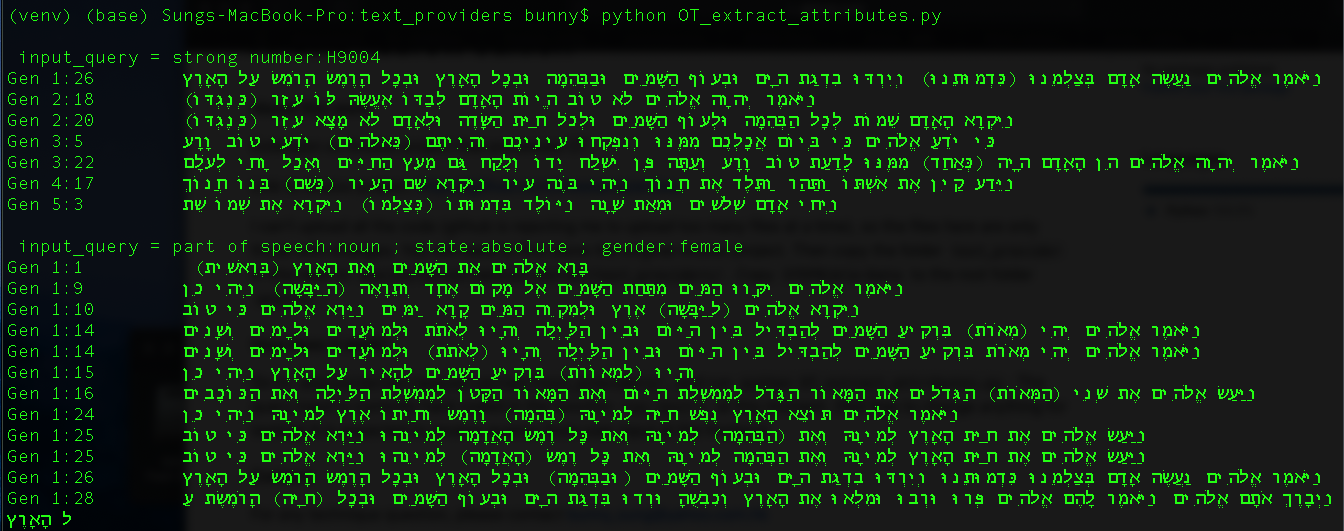 (venv) (base) Sungs-MacBook-Pro:text_providers bunny$ python OT_extract_attributes.py
input_query = strong number:H9004
Gen 1:26 וַיֹּאמֶר אֱלֹהִים נַעֲשֶׂה אָדָם בְּצַלְמֵנוּ (כִּדְמוּתֵנוּ) וְיִרְדּוּ בִדְגַת הַיָּם וּבְעוֹף הַשָּׁמַיִם וּבַבְּהֵמָה וּבְכָל הָאָרֶץ וּבְכָל הָרֶמֶשׂ הָרֹמֵשׂ עַל הָאָרֶץ
Gen 2:18 וַיֹּאמֶר יְהוָה אֱלֹהִים לֹא טוֹב הֱיוֹת הָאָדָם לְבַדּוֹ אֶעֱשֶׂהּ לּוֹ עֵזֶר (כְּנֶגְדּוֹ)
Gen 2:20 וַיִּקְרָא הָאָדָם שֵׁמוֹת לְכָל הַבְּהֵמָה וּלְעוֹף הַשָּׁמַיִם וּלְכֹל חַיַּת הַשָּׂדֶה וּלְאָדָם לֹא מָצָא עֵזֶר (כְּנֶגְדּוֹ)
Gen 3:5 כִּי יֹדֵעַ אֱלֹהִים כִּי בְּיוֹם אֲכָלְכֶם מִמֶּנּוּ וְנִפְקְחוּ עֵינֵיכֶם וִהְיִיתֶם (כֵּאלֹהִים) יֹדְעֵי טוֹב וָרָע
Gen 3:22 וַיֹּאמֶר יְהוָה אֱלֹהִים הֵן הָאָדָם הָיָה (כְּאַחַד) מִמֶּנּוּ לָדַעַת טוֹב וָרָע וְעַתָּה פֶּן יִשְׁלַח יָדוֹ וְלָקַח גַּם מֵעֵץ הַחַיִּים וְאָכַל וָחַי לְעֹלָם
Gen 4:17 וַיֵּדַע קַיִן אֶת אִשְׁתּוֹ וַתַּהַר וַתֵּלֶד אֶת חֲנוֹךְ וַיְהִי בֹּנֶה עִיר וַיִּקְרָא שֵׁם הָעִיר (כְּשֵׁם) בְּנוֹ חֲנוֹךְ
Gen 5:3 וַיְחִי אָדָם שְׁלֹשִׁים וּמְאַת שָׁנָה וַיּוֹלֶד בִּדְמוּתוֹ (כְּצַלְמוֹ) וַיִּקְרָא אֶת שְׁמוֹ שֵׁת
input_query = part of speech:noun ; state:absolute ; gender:female
Gen 1:1 (בְּרֵאשִׁית) בָּרָא אֱלֹהִים אֵת הַשָּׁמַיִם וְאֵת הָאָרֶץ
Gen 1:9 וַיֹּאמֶר אֱלֹהִים יִקָּווּ הַמַּיִם מִתַּחַת הַשָּׁמַיִם אֶל מָקוֹם אֶחָד וְתֵרָאֶה (הַיַּבָּשָׁה) וַיְהִי כֵן
Gen 1:10 וַיִּקְרָא אֱלֹהִים (לַיַּבָּשָׁה) אֶרֶץ וּלְמִקְוֵה הַמַּיִם קָרָא יַמִּים וַיַּרְא אֱלֹהִים כִּי טוֹב
Gen 1:14 וַיֹּאמֶר אֱלֹהִים יְהִי (מְאֹרֹת) בִּרְקִיעַ הַשָּׁמַיִם לְהַבְדִּיל בֵּין הַיּוֹם וּבֵין הַלָּיְלָה וְהָיוּ לְאֹתֹת וּלְמוֹעֲדִים וּלְיָמִים וְשָׁנִים
Gen 1:14 וַיֹּאמֶר אֱלֹהִים יְהִי מְאֹרֹת בִּרְקִיעַ הַשָּׁמַיִם לְהַבְדִּיל בֵּין הַיּוֹם וּבֵין הַלָּיְלָה וְהָיוּ (לְאֹתֹת) וּלְמוֹעֲדִים וּלְיָמִים וְשָׁנִים
Gen 1:15 וְהָיוּ (לִמְאוֹרֹת) בִּרְקִיעַ הַשָּׁמַיִם לְהָאִיר עַל הָאָרֶץ וַיְהִי כֵן
Gen 1:16 וַיַּעַשׂ אֱלֹהִים אֶת שְׁנֵי (הַמְּאֹרֹת) הַגְּדֹלִים אֶת הַמָּאוֹר הַגָּדֹל לְמֶמְשֶׁלֶת הַיּוֹם וְאֶת הַמָּאוֹר הַקָּטֹן לְמֶמְשֶׁלֶת הַלַּיְלָה וְאֵת הַכּוֹכָבִים
Gen 1:24 וַיֹּאמֶר אֱלֹהִים תּוֹצֵא הָאָרֶץ נֶפֶשׁ חַיָּה לְמִינָהּ (בְּהֵמָה) וָרֶמֶשׂ וְחַיְתוֹ אֶרֶץ לְמִינָהּ וַיְהִי כֵן
Gen 1:25 וַיַּעַשׂ אֱלֹהִים אֶת חַיַּת הָאָרֶץ לְמִינָהּ וְאֶת (הַבְּהֵמָה) לְמִינָהּ וְאֵת כָּל רֶמֶשׂ הָאֲדָמָה לְמִינֵהוּ וַיַּרְא אֱלֹהִים כִּי טוֹב
Gen 1:25 וַיַּעַשׂ אֱלֹהִים אֶת חַיַּת הָאָרֶץ לְמִינָהּ וְאֶת הַבְּהֵמָה לְמִינָהּ וְאֵת כָּל רֶמֶשׂ (הָאֲדָמָה) לְמִינֵהוּ וַיַּרְא אֱלֹהִים כִּי טוֹב
Gen 1:26 וַיֹּאמֶר אֱלֹהִים נַעֲשֶׂה אָדָם בְּצַלְמֵנוּ כִּדְמוּתֵנוּ וְיִרְדּוּ בִדְגַת הַיָּם וּבְעוֹף הַשָּׁמַיִם (וּבַבְּהֵמָה) וּבְכָל הָאָרֶץ וּבְכָל הָרֶמֶשׂ הָרֹמֵשׂ עַל הָאָרֶץ
Gen 1:28 וַיְבָרֶךְ אֹתָם אֱלֹהִים וַיֹּאמֶר לָהֶם אֱלֹהִים פְּרוּ וּרְבוּ וּמִלְאוּ אֶת הָאָרֶץ וְכִבְשֻׁהָ וּרְדוּ בִּדְגַת הַיָּם וּבְעוֹף הַשָּׁמַיִם וּבְכָל (חַיָּה) הָרֹמֶשֶׂת עַ
ל הָאָרֶץ